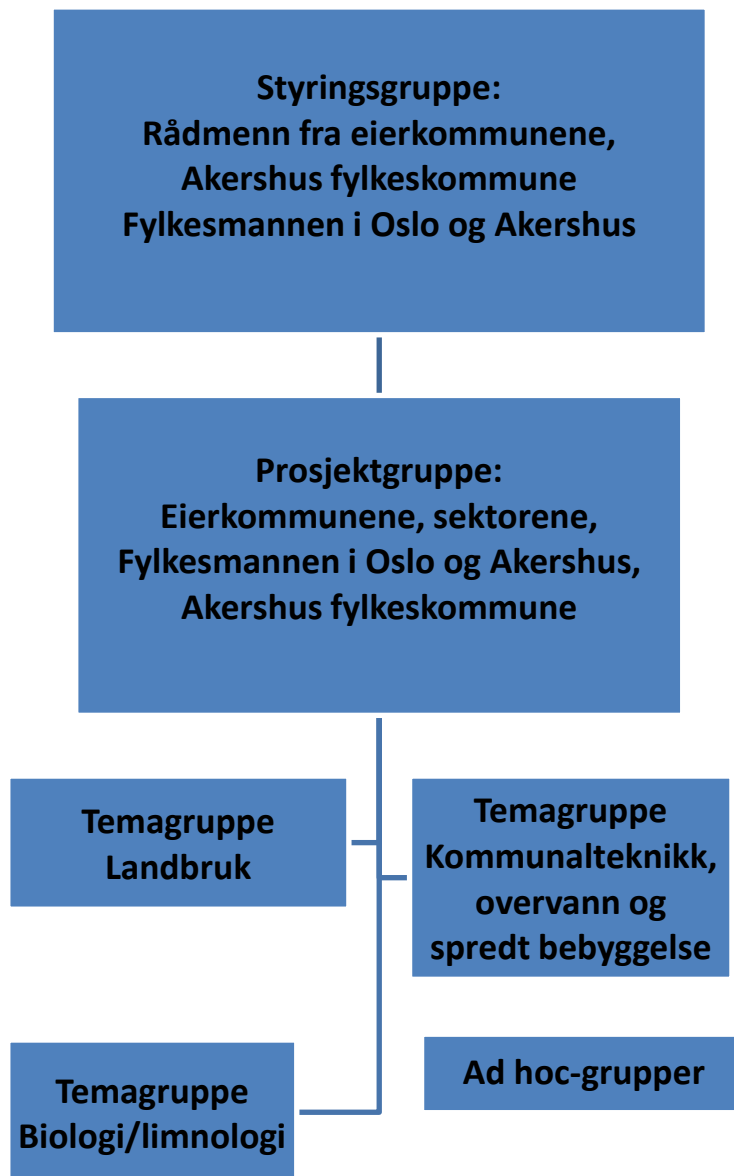 Styringsgruppe:
Rådmenn fra eierkommunene,
Akershus fylkeskommune
Fylkesmannen i Oslo og Akershus
Prosjektgruppe:
Eierkommunene, sektorene,
Fylkesmannen i Oslo og Akershus,
Akershus fylkeskommune
Temagruppe
Landbruk
Temagruppe
Kommunalteknikk,
overvann og
spredt bebyggelse
Temagruppe
Biologi/limnologi
Ad hoc-grupper